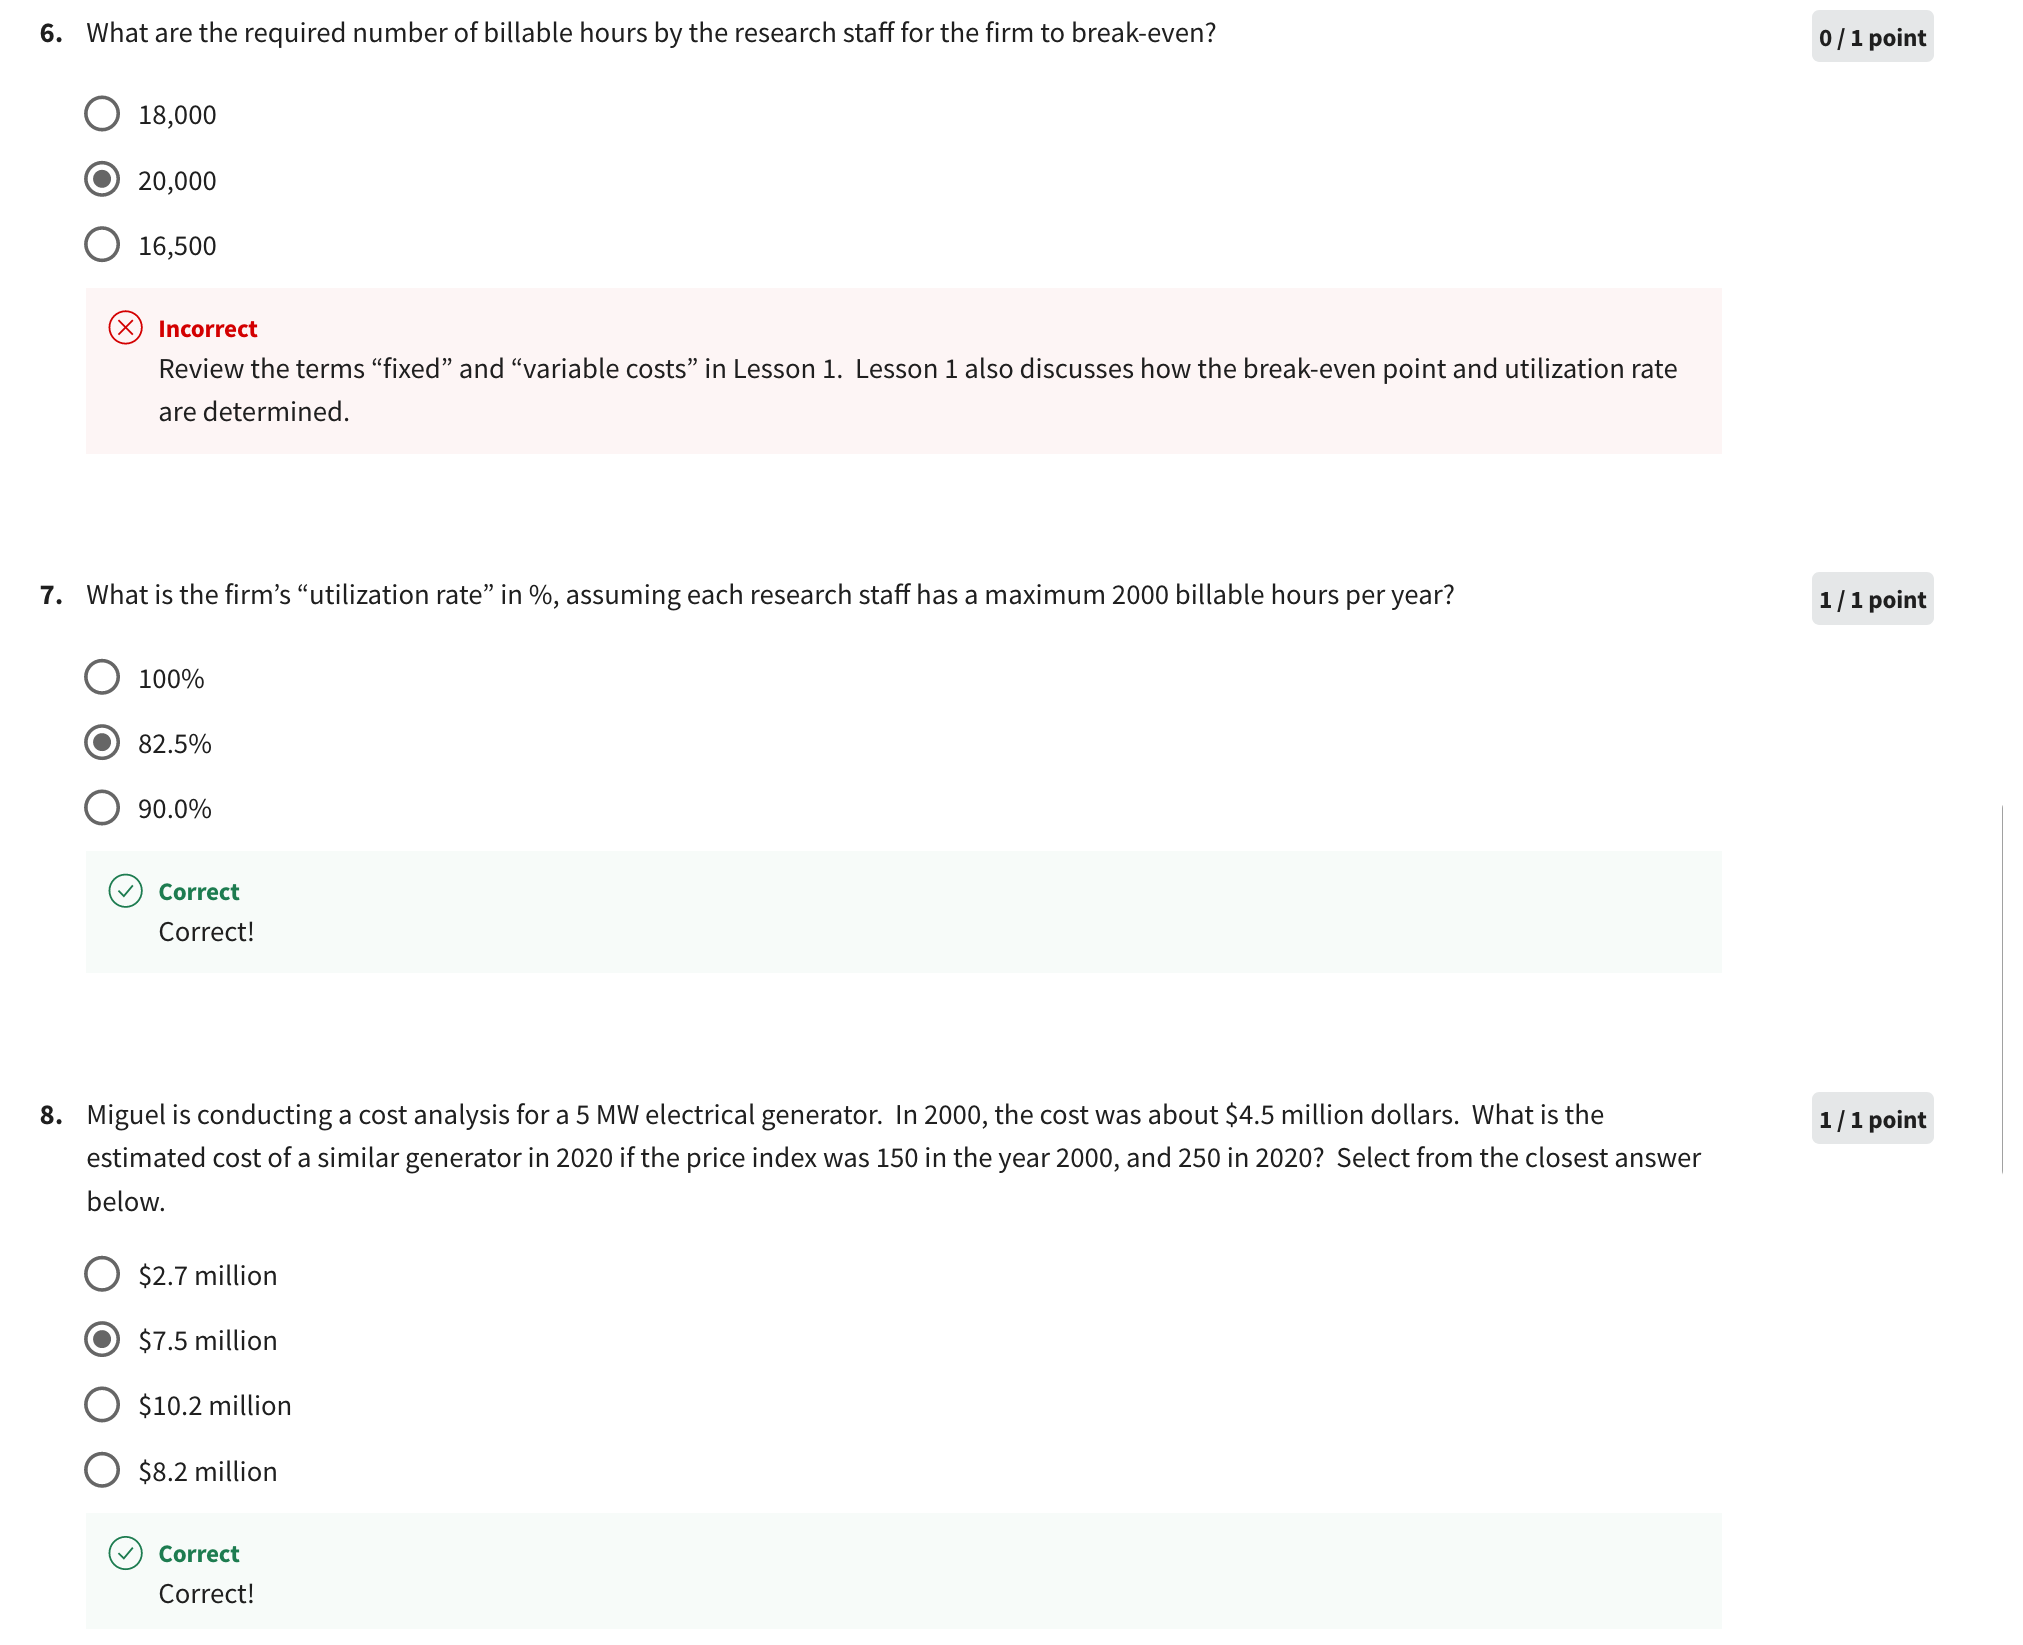 6. What are the required number of billable hours by the research staff for the firm to break-even?
0 / 1 point
18,000
20,000
16,500
Incorrect
Review the terms “fixed” and “variable costs” in Lesson 1.  Lesson 1 also discusses how the break-even point and utilization rate
are determined.
7. What is the firm’s “utilization rate” in %, assuming each research staff has a maximum 2000 billable hours per year?
1 / 1 point
100%
82.5%
90.0%
Correct
Correct!
8. Miguel is conducting a cost analysis for a 5 MW electrical generator.  In 2000, the cost was about $4.5 million dollars.  What is the
1 / 1 point
estimated cost of a similar generator in 2020 if the price index was 150 in the year 2000, and 250 in 2020?  Select from the closest answer
below.
$2.7 million
$7.5 million
$10.2 million
$8.2 million
Correct
Correct!